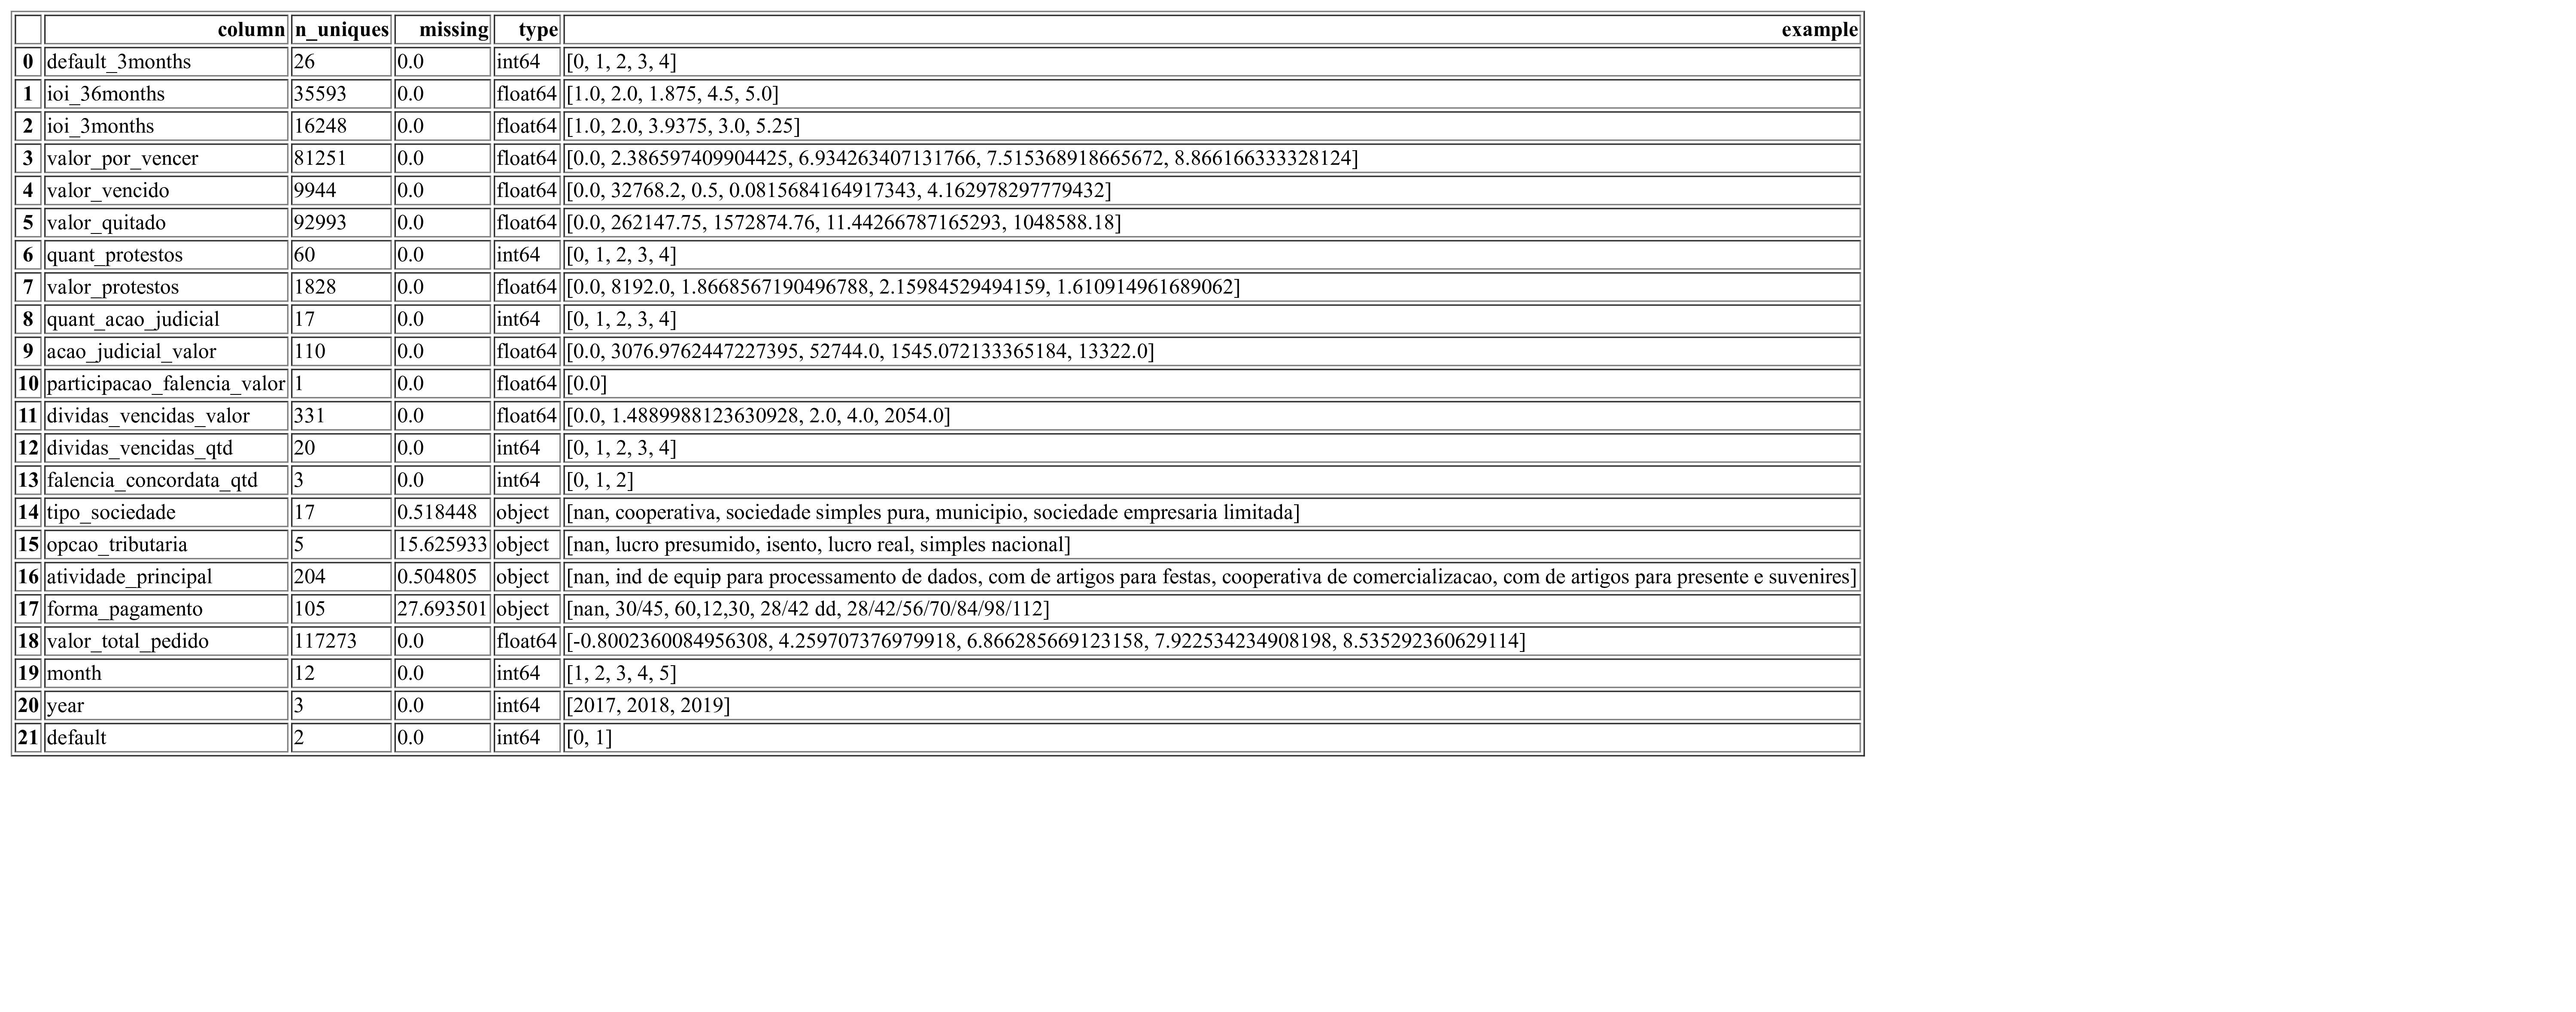 column n_uniques missing type example
0 default_3months 26 0.0 int64 [0, 1, 2, 3, 4]
1 ioi_36months 35593 0.0 float64 [1.0, 2.0, 1.875, 4.5, 5.0]
2 ioi_3months 16248 0.0 float64 [1.0, 2.0, 3.9375, 3.0, 5.25]
3 valor_por_vencer 81251 0.0 float64 [0.0, 2.386597409904425, 6.934263407131766, 7.515368918665672, 8.866166333328124]
4 valor_vencido 9944 0.0 float64 [0.0, 32768.2, 0.5, 0.0815684164917343, 4.162978297779432]
5 valor_quitado 92993 0.0 float64 [0.0, 262147.75, 1572874.76, 11.44266787165293, 1048588.18]
6 quant_protestos 60 0.0 int64 [0, 1, 2, 3, 4]
7 valor_protestos 1828 0.0 float64 [0.0, 8192.0, 1.8668567190496788, 2.15984529494159, 1.610914961689062]
8 quant_acao_judicial 17 0.0 int64 [0, 1, 2, 3, 4]
9 acao_judicial_valor 110 0.0 float64 [0.0, 3076.9762447227395, 52744.0, 1545.072133365184, 13322.0]
10 participacao_falencia_valor 1 0.0 float64 [0.0]
11 dividas_vencidas_valor 331 0.0 float64 [0.0, 1.4889988123630928, 2.0, 4.0, 2054.0]
12 dividas_vencidas_qtd 20 0.0 int64 [0, 1, 2, 3, 4]
13 falencia_concordata_qtd 3 0.0 int64 [0, 1, 2]
14 tipo_sociedade 17 0.518448 object [nan, cooperativa, sociedade simples pura, municipio, sociedade empresaria limitada]
15 opcao_tributaria 5 15.625933 object [nan, lucro presumido, isento, lucro real, simples nacional]
16 atividade_principal 204 0.504805 object [nan, ind de equip para processamento de dados, com de artigos para festas, cooperativa de comercializacao, com de artigos para presente e suvenires]
17 forma_pagamento 105 27.693501 object [nan, 30/45, 60,12,30, 28/42 dd, 28/42/56/70/84/98/112]
18 valor_total_pedido 117273 0.0 float64 [-0.8002360084956308, 4.259707376979918, 6.866285669123158, 7.922534234908198, 8.535292360629114]
19 month 12 0.0 int64 [1, 2, 3, 4, 5]
20 year 3 0.0 int64 [2017, 2018, 2019]
21 default 2 0.0 int64 [0, 1]